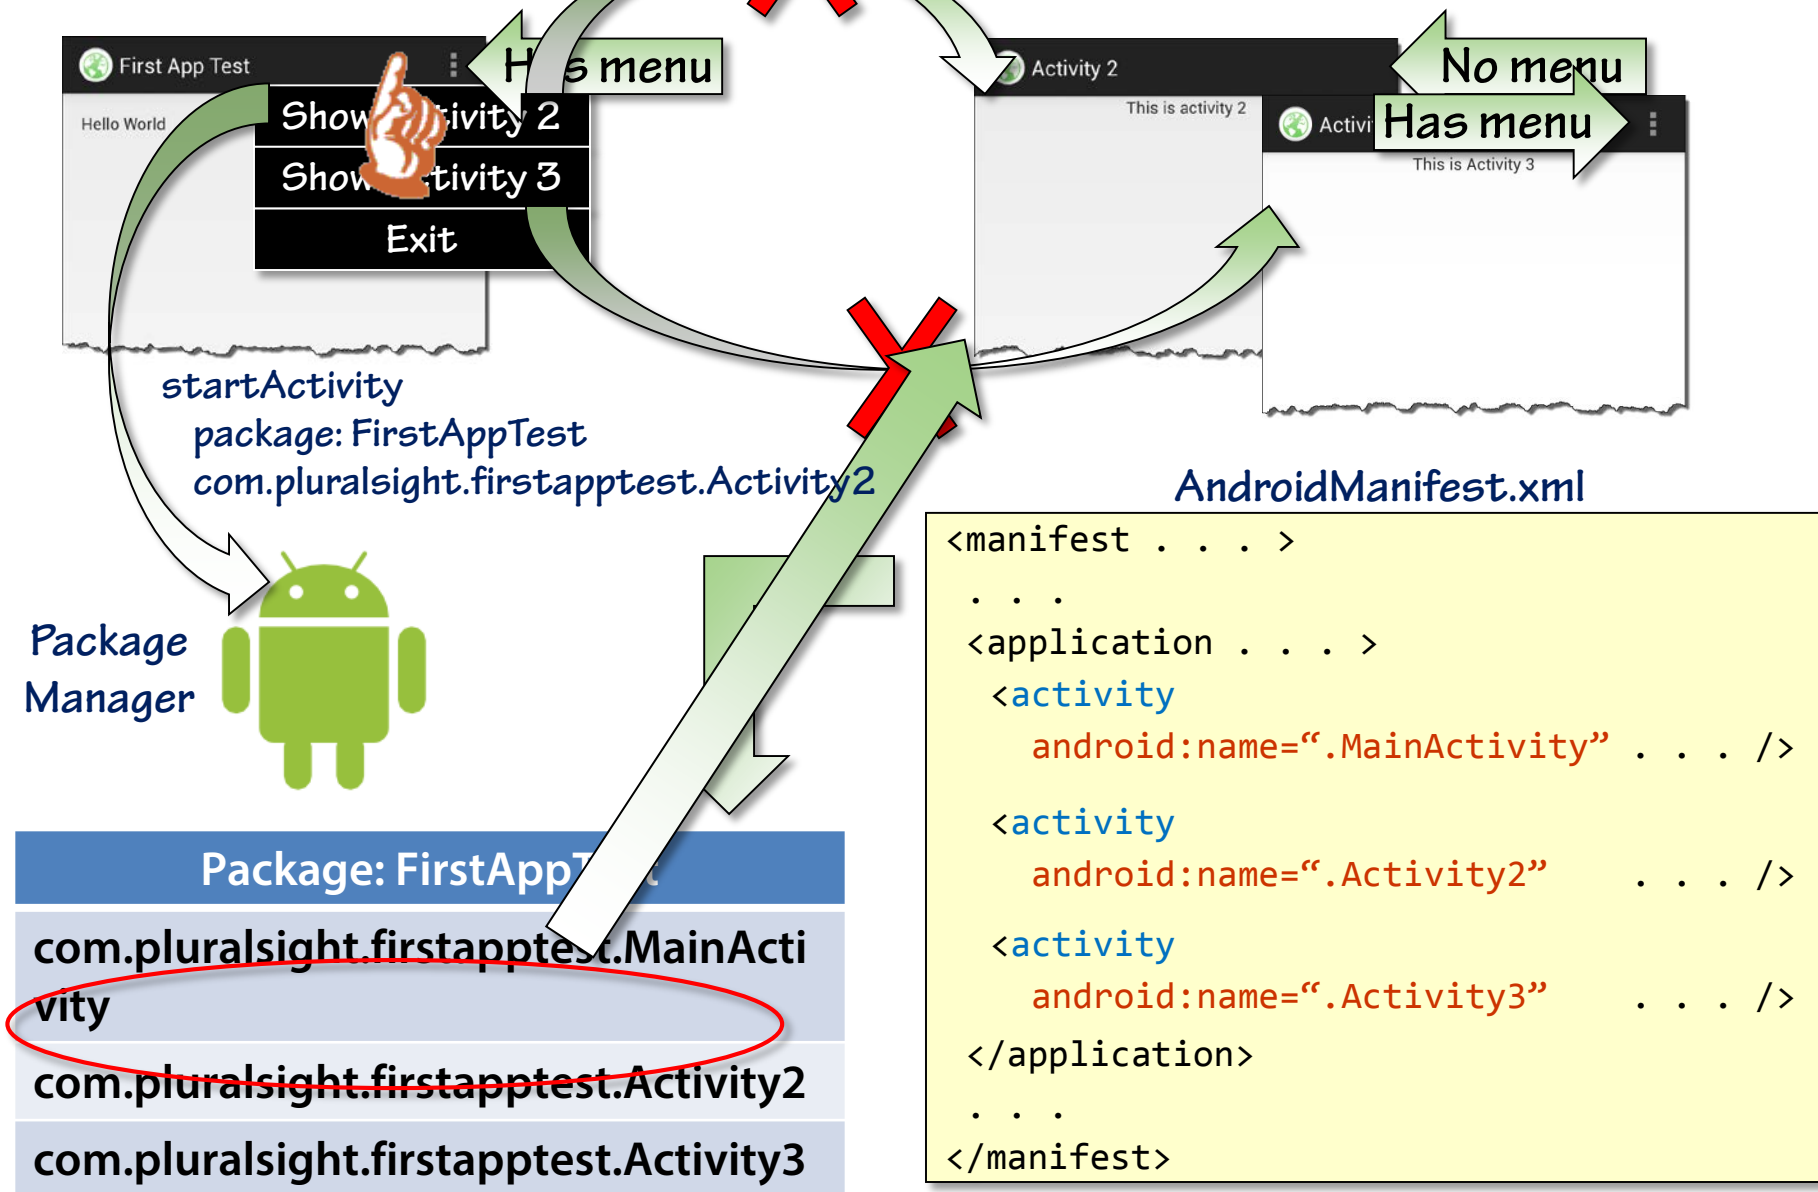 First App Test
Has menu
Hello World
Show Activity 2
Show Activity 3
Exit
Activity 2
No menu
This is activity 2
Has menu
This is Activity 3
startActivity
package: FirstAppTest
com.pluralsight.firstapptest.Activity2
Package
Manager
Package: FirstAppTest
com.pluralsight.firstapptest.MainActi
vity
com.pluralsight.firstapptest.Activity2
com.pluralsight.firstapptest.Activity3
AndroidManifest.xml
<manifest . . . >
. . .
<application . . . >
<activity
android:name=“.MainActivity” . . . />
<activity
android:name=“.Activity2” . . . />
<activity
android:name=“.Activity3” . . . />
</application>
. . .
</manifest>